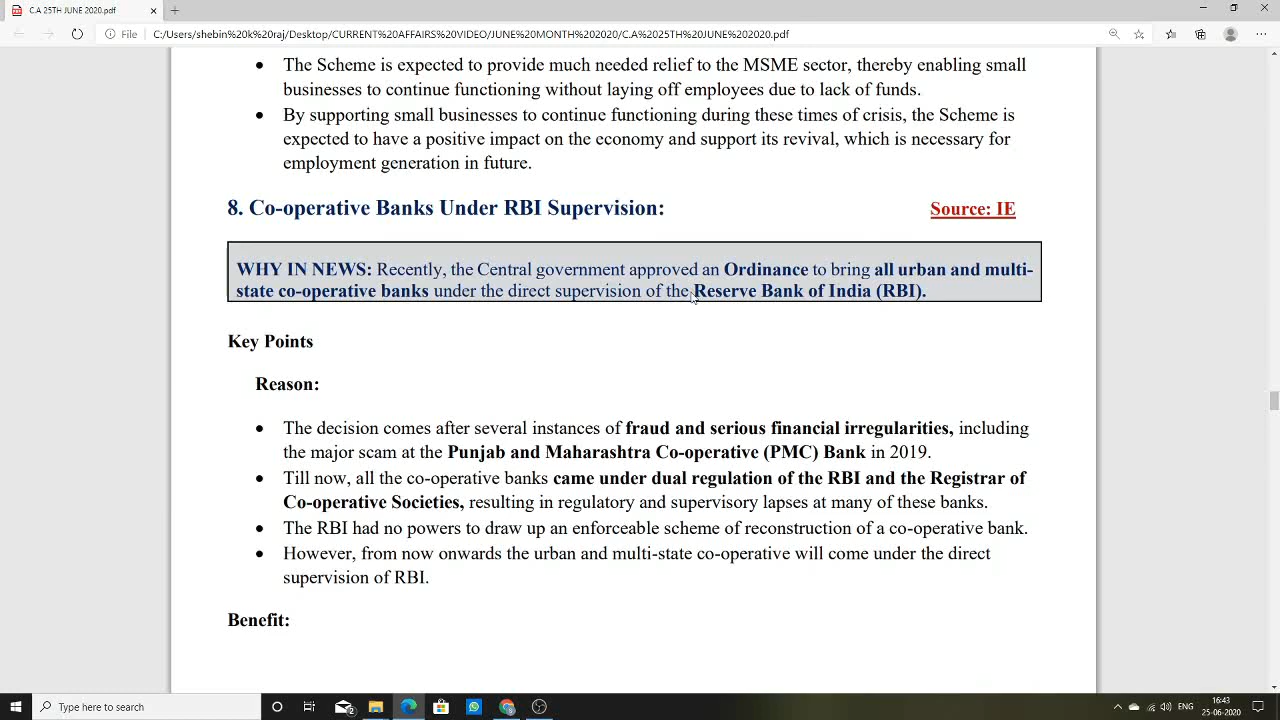 C.A 25TH JUNE 2020.pdf
File
C:/Users/shebin%20k%20raj/Desktop/CURRENT%20AFFAIRS%20VIDEO/JUNE%20MONTH%202020/C.A%2025TH%20JUNE%202020.pdf
• The Scheme is expected to provide much needed relief to the MSME sector, thereby enabling small
businesses to continue functioning without laying off employees due to lack of funds.
• By supporting small businesses to continue functioning during these times of crisis, the Scheme is
expected to have a positive impact on the economy and support its revival, which is necessary for
employment generation in future.
8. Co-operative Banks Under RBI Supervision: Source: IE
WHY IN NEWS: Recently, the Central government approved an Ordinance to bring all urban and multi-
state co-operative banks under the direct supervision of the Reserve Bank of India (RBI).
Key Points
Reason:
• The decision comes after several instances of fraud and serious financial irregularities, including
the major scam at the Punjab and Maharashtra Co-operative (PMC) Bank in 2019.
• Till now, all the co-operative banks came under dual regulation of the RBI and the Registrar of
Co-operative Societies, resulting in regulatory and supervisory lapses at many of these banks.
• The RBI had no powers to draw up an enforceable scheme of reconstruction of a co-operative bank.
• However, from now onwards the urban and multi-state co-operative will come under the direct
supervision of RBI.
Benefit:
Type here to search
2
ENG
16:43
25-06-2020